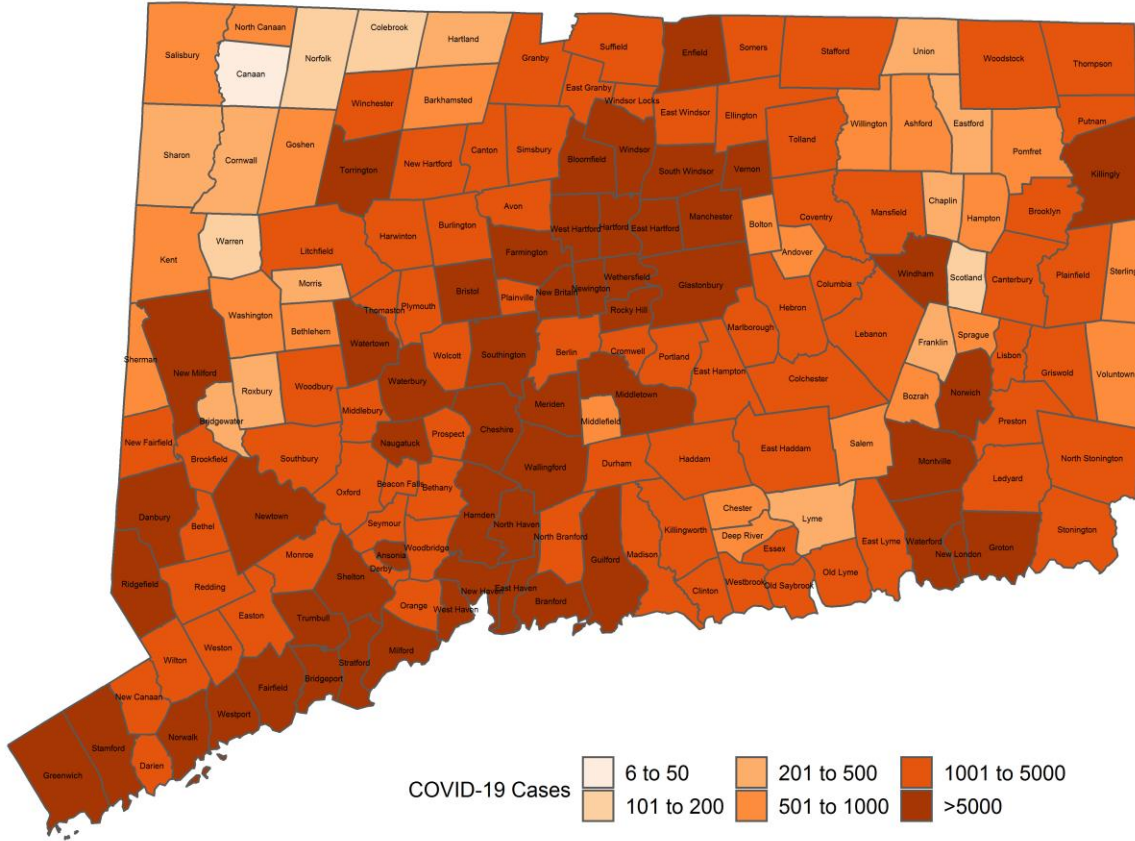 North Canaan
Colebrook
Hartland
Salisbury
Canaan
Norfolk
Granby
Suffield
Enfield
Somers
Stafford
Union
Woodstock
Thompson
East Granby
Windsor Locks
Winchester
Barkhamsted
East Windsor
Ellington
Willington
Ashford
Eastford
Putnam
Sharon
Cornwall
Goshen
Torrington
New Hartford
Canton
Simsbury
Bloomfield
Windsor
South Windsor
Vernon
Tolland
Pomfret
Killingly
Kent
Warren
Litchfield
Harwinton
Burlington
Avon
West Hartford
Hartford
East Hartford
Manchester
Bolton
Coventry
Mansfield
Chaplin
Hampton
Brooklyn
Farmington
Andover
Windham
Scotland
Canterbury
Plainfield
Sterling
Morris
Washington
Bethlehem
Thomaston
Plymouth
Bristol
Plainville
New Britain
Newington
Wethersfield
Rocky Hill
Glastonbury
Hebron
Columbia
Marlborough
Lebanon
Franklin
Sprague
Lisbon
Griswold
Voluntown
Sherman
New Milford
Roxbury
Woodbury
Watertown
Wolcott
Southington
Berlin
Cromwell
Portland
East Hampton
Colchester
Bozrah
Norwich
Preston
Bridgewater
Middlebury
Waterbury
Cheshire
Meriden
Middletown
Middlefield
New Fairfield
Brookfield
Southbury
Naugatuck
Prospect
Wallingford
Durham
Haddam
East Haddam
Salem
Montville
Ledyard
North Stonington
Danbury
Bethel
Newtown
Oxford
Beacon Falls
Bethany
Hamden
North Haven
North Branford
Guilford
Madison
Killingworth
Chester
Deep River
Lyme
East Lyme
Waterford
New London
Groton
Stonington
Ridgefield
Redding
Monroe
Seymour
Ansonia
Derby
Woodbridge
Essex
Old Lyme
Westbrook
Old Saybrook
Clinton
Shelton
Orange
West Haven
New Haven
East Haven
Branford
Wilton
Weston
Easton
Trumbull
Stratford
Milford
New Canaan
Fairfield
Bridgeport
Westport
Norwalk
Darien
Stamford
Greenwich
COVID-19 Cases
6 to 50
201 to 500
1001 to 5000
101 to 200
501 to 1000
>5000